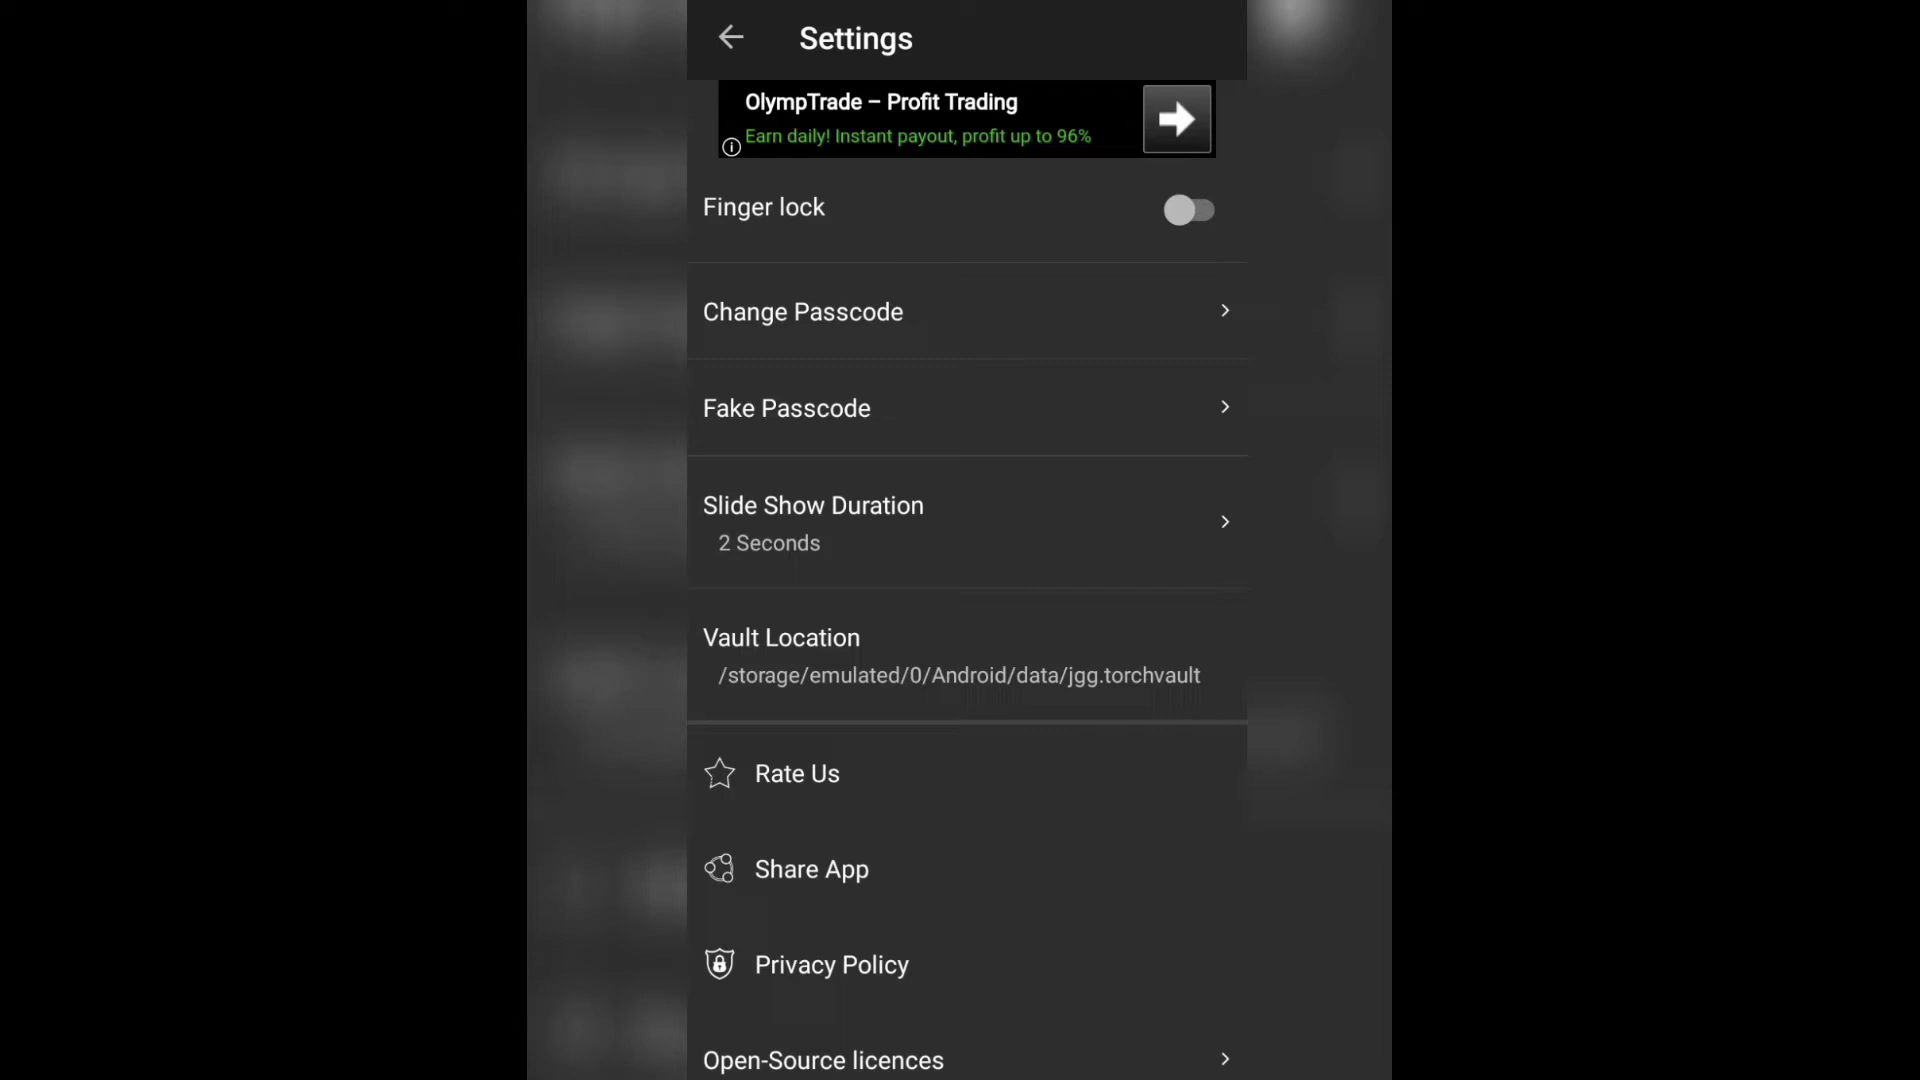 Settings
OlympTrade – Profit Trading
Earn daily! Instant payout, profit up to 96%
Finger lock
Change Passcode
Fake Passcode
Slide Show Duration
2 Seconds
Vault Location
/storage/emulated/0/Android/data/jgg.torchvault
Rate Us
Share App
Privacy Policy
Open-Source licences